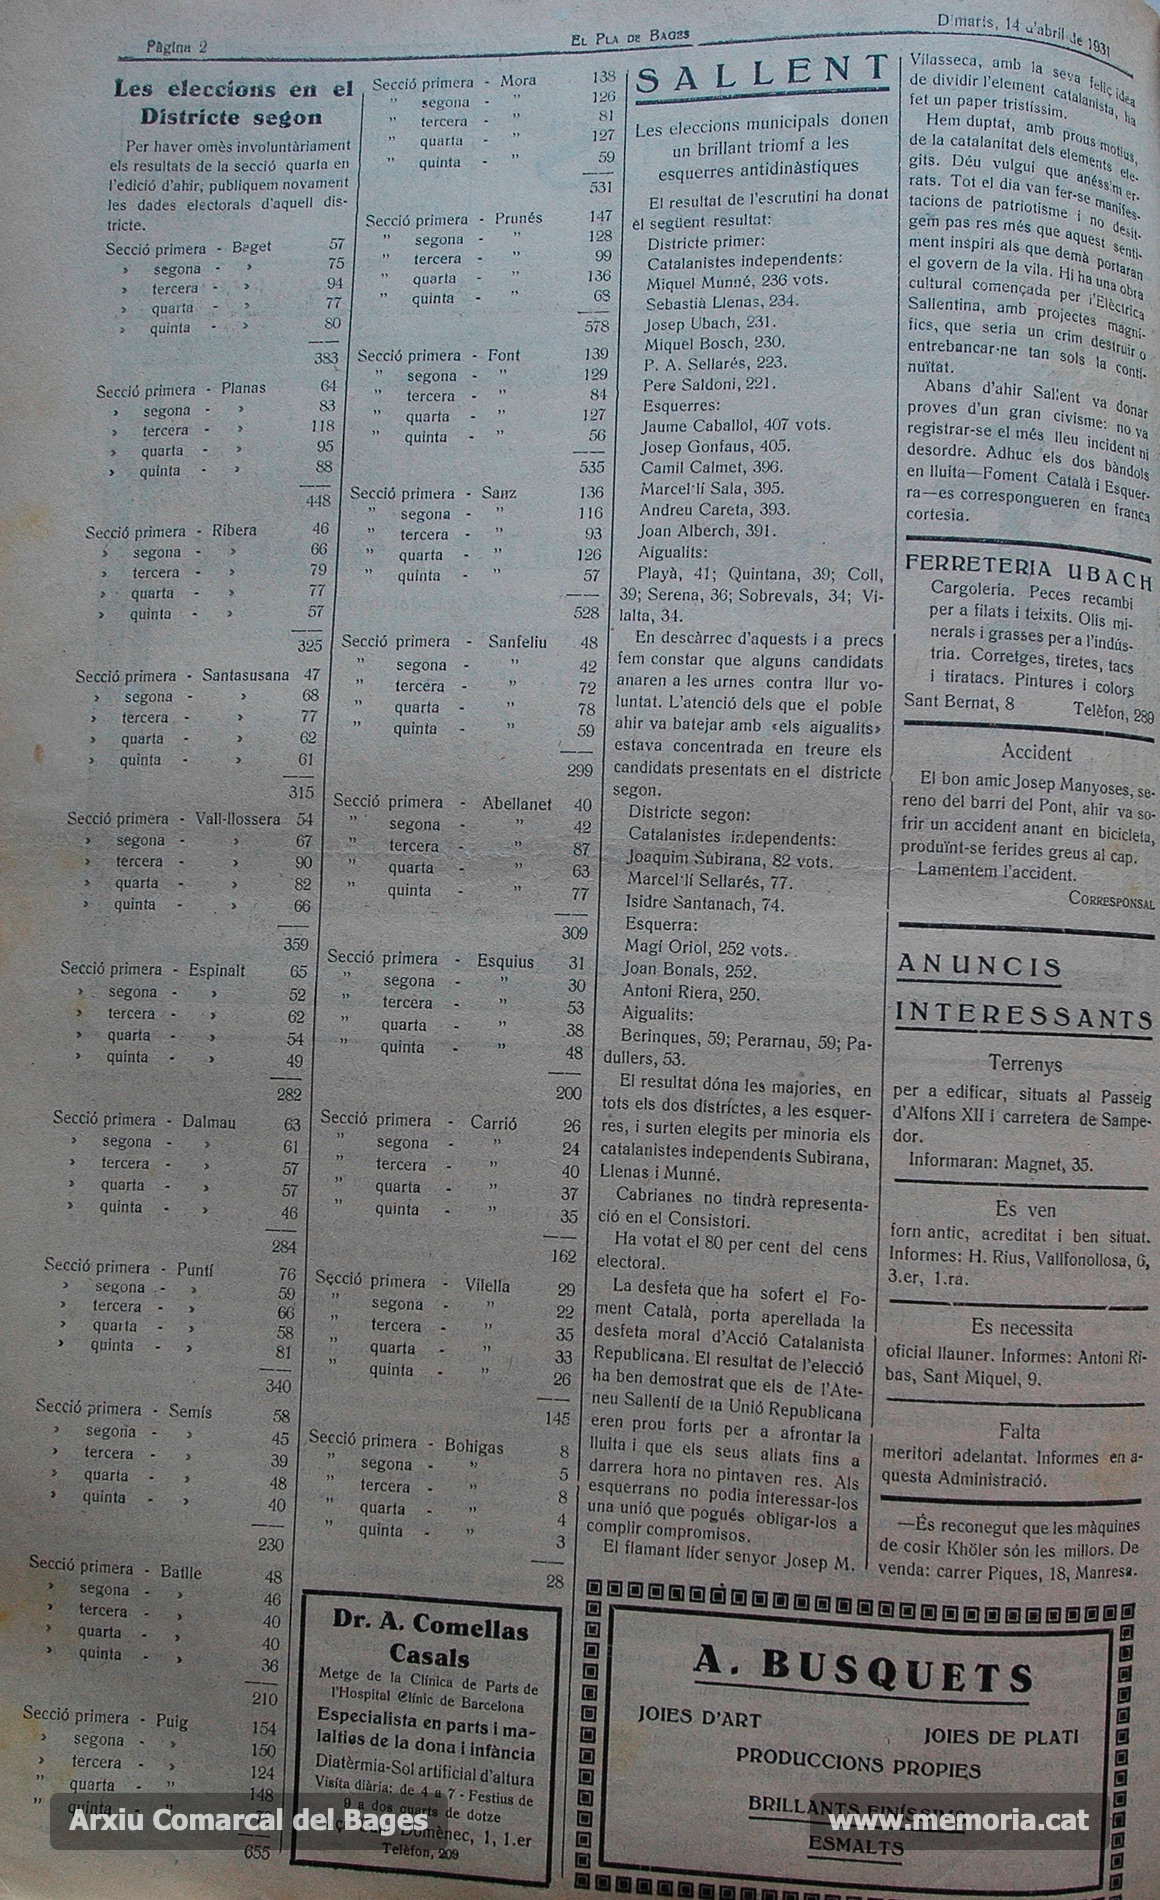 Pàgina 2
EL PLA DE BAGES
Dimarts, 14 d'abril de 1931
Les eleccions en el
Districte segon
Per haver omès involuntàriament
els resultats de la secció quarta en
l'edició d'ahir, publiquem novament
les dades electorals d'aquell dis-
tricte.
Secció primera - Baget 57
» segona - » 75
» tercera - » 94
» quarta - » 77
» quinta - » 80
383
Secció primera - Planas 64
» segona - » 83
» tercera - » 118
» quarta - » 95
» quinta - » 88
448
Secció primera - Ribera 46
» segona - » 66
» tercera - » 79
» quarta - » 77
» quinta - » 57
325
Secció primera - Santasusana 47
» segona - » 68
» tercera - » 77
» quarta - » 62
» quinta - » 61
315
Secció primera - Vall-llossera 54
» segona - » 67
» tercera - » 90
» quarta - » 82
» quinta - » 66
359
Secció primera - Espinalt 65
» segona - » 52
» tercera - » 62
» quarta - » 54
» quinta - » 49
282
Secció primera - Dalmau 63
» segona - » 61
» tercera - » 57
» quarta - » 57
» quinta - » 46
284
Secció primera - Puntí 76
» segona - » 59
» tercera - » 66
» quarta - » 58
» quinta - » 81
340
Secció primera - Semís 58
» segona - » 45
» tercera - » 39
» quarta - » 48
» quinta - » 40
230
Secció primera - Batlle 48
» segona - » 46
» tercera - » 40
» quarta - » 40
» quinta - » 36
210
Secció primera - Puig 154
» segona - » 150
» tercera - » 124
" quarta - " 148
" quinta - "
655
Secció primera - Mora 138
" segona - " 126
" tercera - " 81
" quarta - " 127
" quinta - " 59
531
Secció primera - Prunés 147
" segona - " 128
" tercera - " 99
" quarta - " 136
" quinta - " 68
578
Secció primera - Font 139
" segona - " 129
" tercera - " 84
" quarta - " 127
" quinta - " 56
535
Secció primera - Sanz 136
" segona - " 116
" tercera - " 93
" quarta - " 126
" quinta - " 57
528
Secció primera - Sanfeliu 48
" segona - " 42
" tercera - " 72
" quarta - " 78
" quinta - " 59
299
Secció primera - Abellanet 40
" segona - " 42
" tercera - " 87
" quarta - " 63
" quinta - " 77
309
Secció primera - Esquius 31
" segona - " 30
" tercera - " 53
" quarta - " 38
" quinta - " 48
200
Secció primera - Carrió 26
" segona - " 24
" tercera - " 40
" quarta - " 37
" quinta - " 35
162
Secció primera - Vilella 29
" segona - " 22
" tercera - " 35
" quarta - " 33
" quinta - " 26
145
Secció primera - Bohigas 8
" segona - " 5
" tercera - " 8
" quarta - " 4
" quinta - " 3
28
Dr. A. Comellas
Casals
Metge de la Clínica de Parts de
l'Hospital Clínic de Barcelona
Especialista en parts i ma-
lalties de la dona i infància
Diatèrmia-Sol artificial d'altura
Visita diària: de 4 a 7 - Festius de
9 a dos quarts de dotze
Domènec, 1, 1.er
Telèfon, 209
SALLENT
Les eleccions municipals donen
un brillant triomf a les
esquerres antidinàstiques
El resultat de l'escrutini ha donat
el següent resultat:
Districte primer:
Catalanistes independents:
Miquel Munné, 236 vots.
Sebastià Llenas, 234.
Josep Ubach, 231.
Miquel Bosch, 230.
P. A. Sellarés, 223.
Pere Saldoni, 221.
Esquerres:
Jaume Caballol, 407 vots.
Josep Gonfaus, 405.
Camil Calmet, 396.
Marcel·lí Sala, 395.
Andreu Careta, 393.
Joan Alberch, 391.
Aigualits:
Playà, 41; Quintana, 39; Coll,
39; Serena, 36; Sobrevals, 34; Vi-
lalta, 34.
En descàrrec d'aquests i a precs
fem constar que alguns candidats
anaren a les urnes contra llur vo-
luntat. L'atenció dels que el poble
ahir va batejar amb «els aigualits»
estava concentrada en treure els
candidats presentats en el districte
segon.
Districte segon:
Catalanistes independents:
Joaquim Subirana, 82 vots.
Marcel·lí Sellarés, 77.
Isidre Santanach, 74.
Esquerra:
Magí Oriol, 252 vots.
Joan Bonals, 252.
Antoni Riera, 250.
Aigualits:
Berinques, 59; Perarnau, 59; Pa-
dullers, 53.
El resultat dóna les majories, en
tots els dos districtes, a les esquer-
res, i surten elegits per minoria els
catalanistes independents Subirana,
Llenas i Munné.
Cabrianes no tindrà representa-
ció en el Consistori.
Ha votat el 80 per cent del cens
electoral.
La desfeta que ha sofert el Fo-
ment Català, porta aperellada la
desfeta moral d'Acció Catalanista
Republicana. El resultat de l'elecció
ha ben demostrat que els de l'Ate-
neu Sallentí de la Unió Republicana
eren prou forts per a afrontar la
lluita i que els seus aliats fins a
darrera hora no pintaven res. Als
esquerrans no podia interessar-los
una unió que pogués obligar-los a
complir compromisos.
El flamant líder senyor Josep M.
Vilasseca, amb la seva feliç idea
de dividir l'element catalanista, ha
fet un paper tristíssim.
Hem duptat, amb prous motius,
de la catalanitat dels elements ele-
gits. Déu vulgui que anéss'm er-
rats. Tot el dia van fer-se manifes-
tacions de patriotisme i no desit-
gem pas res més que aquest senti-
ment inspiri als que demà portaran
el govern de la vila. Hi ha una obra
cultural començada per l'Elèctrica
Sallentina, amb projectes magní-
fics, que seria un crim destruir o
entrebancar-ne tan sols la conti-
nuïtat.
Abans d'ahir Sallent va donar
proves d'un gran civisme: no va
registrar-se el més lleu incident ni
desordre. Adhuc els dos bàndols
en lluita—Foment Català i Esquer-
ra—es correspongueren en franca
cortesia.
FERRETERIA UBACH
Cargoleria. Peces recambi
per a filats i teixits. Olis mi-
nerals i grasses per a l'indús-
tria. Corretges, tiretes, tacs
i tiratacs. Pintures i colors
Sant Bernat, 8 Telèfon, 289
Accident
El bon amic Josep Manyoses, se-
reno del barri del Pont, ahir va so-
frir un accident anant en bicicleta,
produïnt-se ferides greus al cap.
Lamentem l'accident.
CORRESPONSAL
ANUNCIS
INTERESSANTS
Terrenys
per a edificar, situats al Passeig
d'Alfons XII i carretera de Sampe-
dor.
Informaran: Magnet, 35.
Es ven
forn antic, acreditat i ben situat.
Informes: H. Rius, Vallfonollosa, 6,
3.er, 1.ra.
Es necessita
oficial llauner. Informes: Antoni Ri-
bas, Sant Miquel, 9.
Falta
meritori adelantat. Informes en a-
questa Administració.
—És reconegut que les màquines
de cosir Khöler són les millors. De
venda: carrer Piques, 18, Manresa.
A. BUSQUETS
JOIES D'ART
JOIES DE PLATI
PRODUCCIONS PROPIES
BRILLANTS FINÍSSIMS
ESMALTS
Arxiu Comarcal del Bages
www.memoria.cat